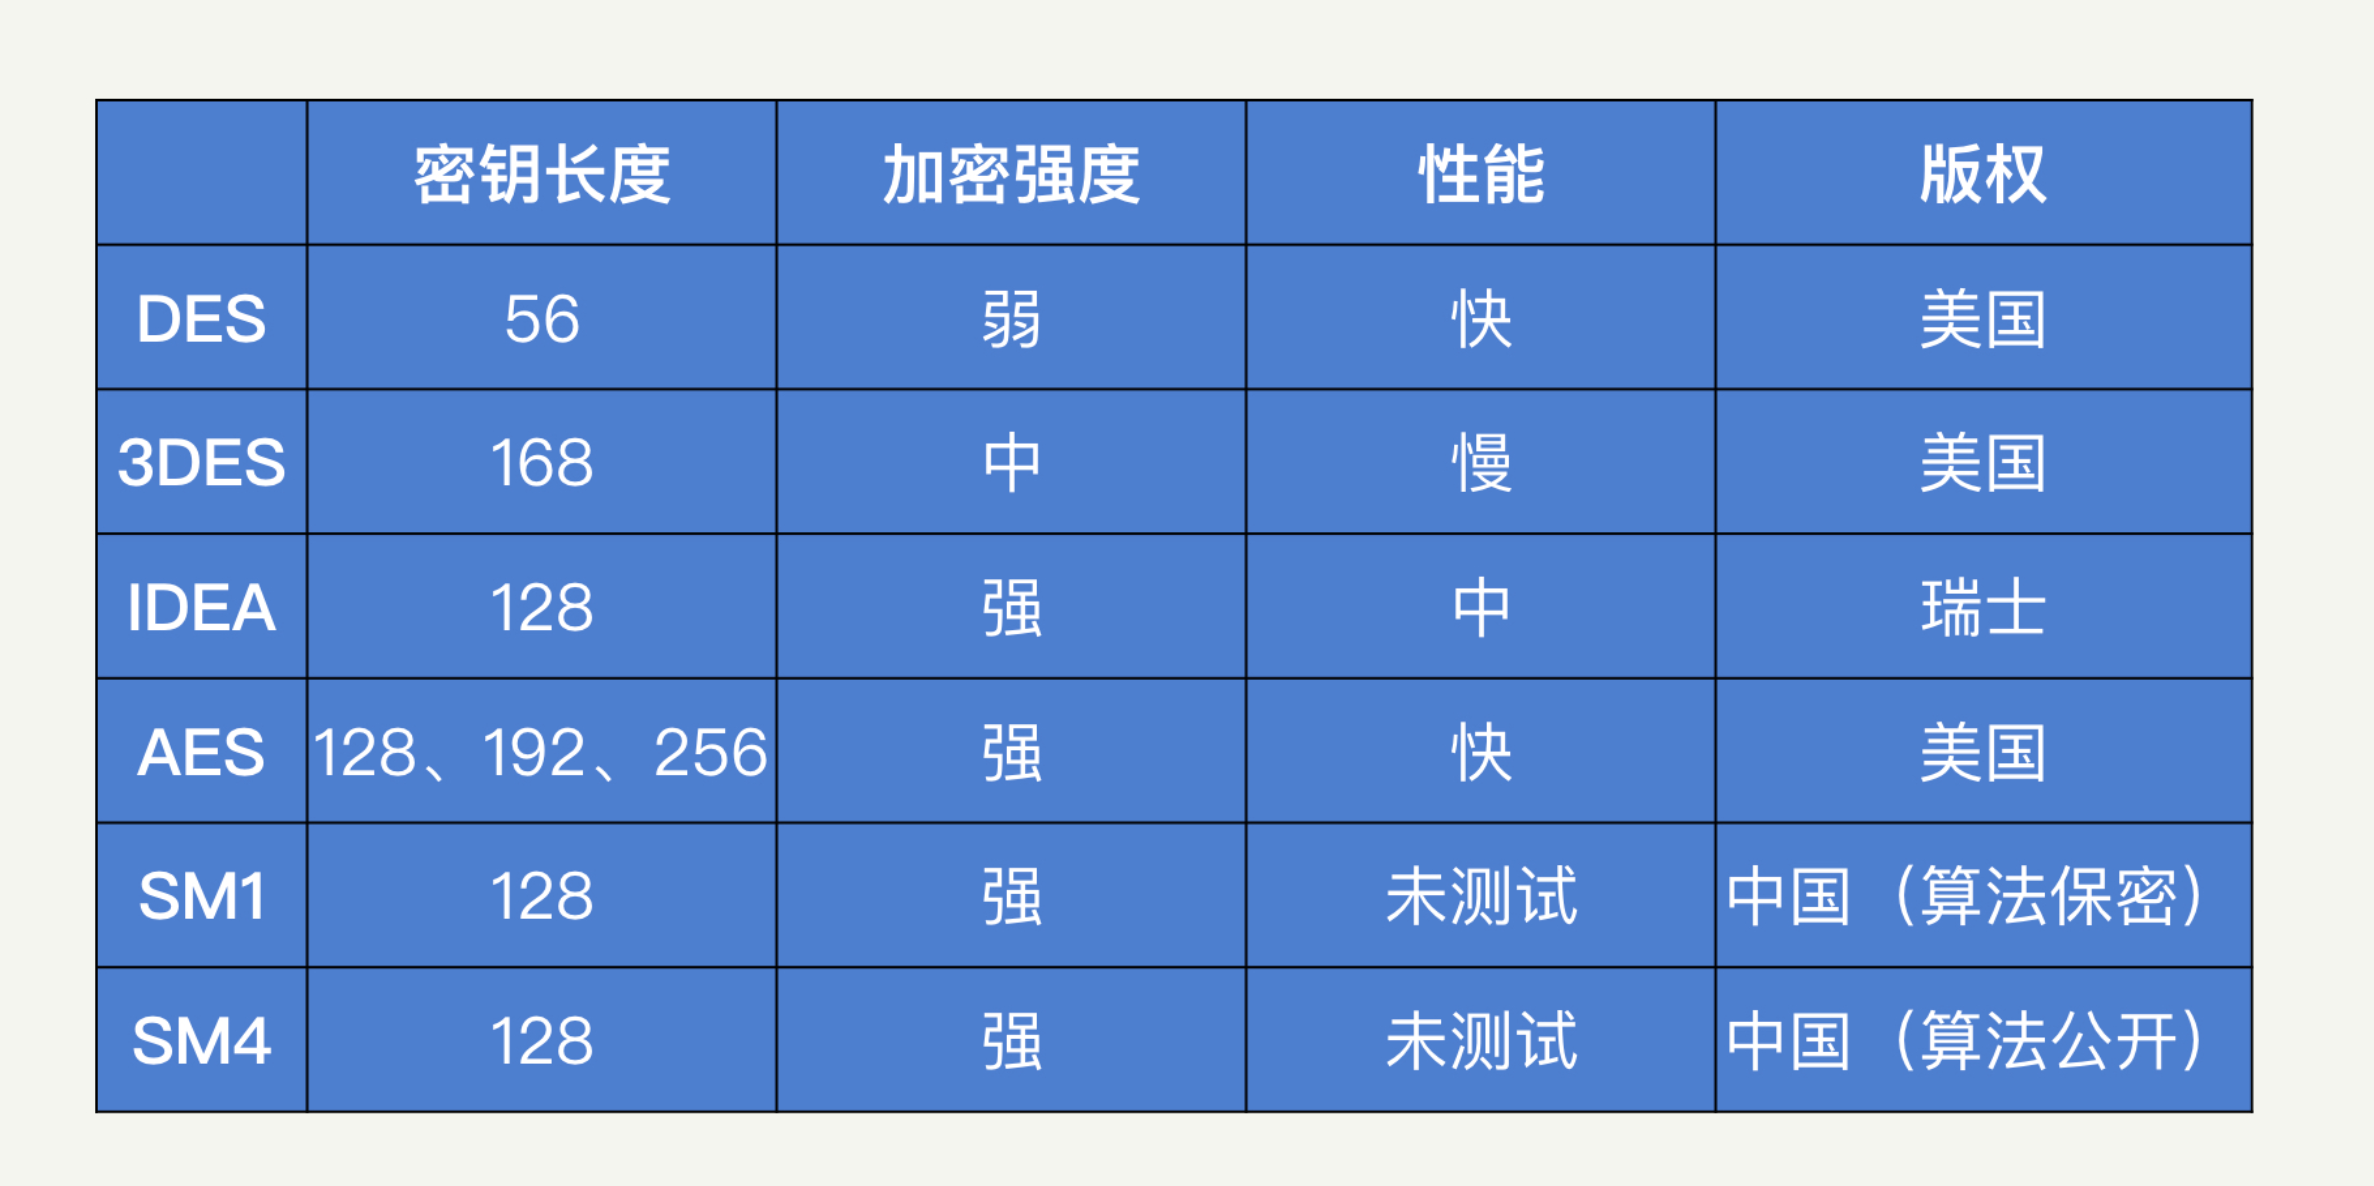 密钥长度 加密强度 性能 版权
DES 56 弱 快 美国
3DES 168 中 慢 美国
IDEA 128 强 中 瑞士
AES 128、192、256 强 快 美国
SM1 128 强 未测试 中国（算法保密）
SM4 128 强 未测试 中国（算法公开）